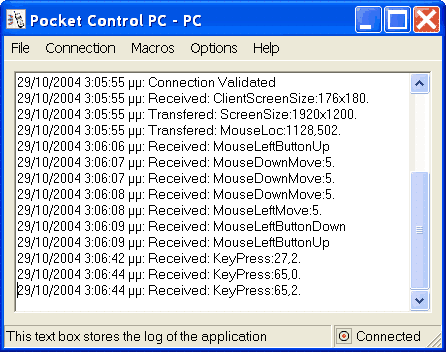 Pocket Control PC - PC
File Connection Macros Options Help
29/10/2004 3:05:55 μμ: Connection Validated
29/10/2004 3:05:55 μμ: Received: ClientScreenSize:176x180.
29/10/2004 3:05:55 μμ: Transfered: ScreenSize:1920x1200.
29/10/2004 3:05:55 μμ: Transfered: MouseLoc:1128,502.
29/10/2004 3:06:06 μμ: Received: MouseLeftButtonUp
29/10/2004 3:06:07 μμ: Received: MouseDownMove:5.
29/10/2004 3:06:07 μμ: Received: MouseDownMove:5.
29/10/2004 3:06:08 μμ: Received: MouseDownMove:5.
29/10/2004 3:06:08 μμ: Received: MouseLeftMove:5.
29/10/2004 3:06:09 μμ: Received: MouseLeftButtonDown
29/10/2004 3:06:09 μμ: Received: MouseLeftButtonUp
29/10/2004 3:06:42 μμ: Received: KeyPress:27,2.
29/10/2004 3:06:44 μμ: Received: KeyPress:65,0.
29/10/2004 3:06:44 μμ: Received: KeyPress:65,2.
This text box stores the log of the application Connected